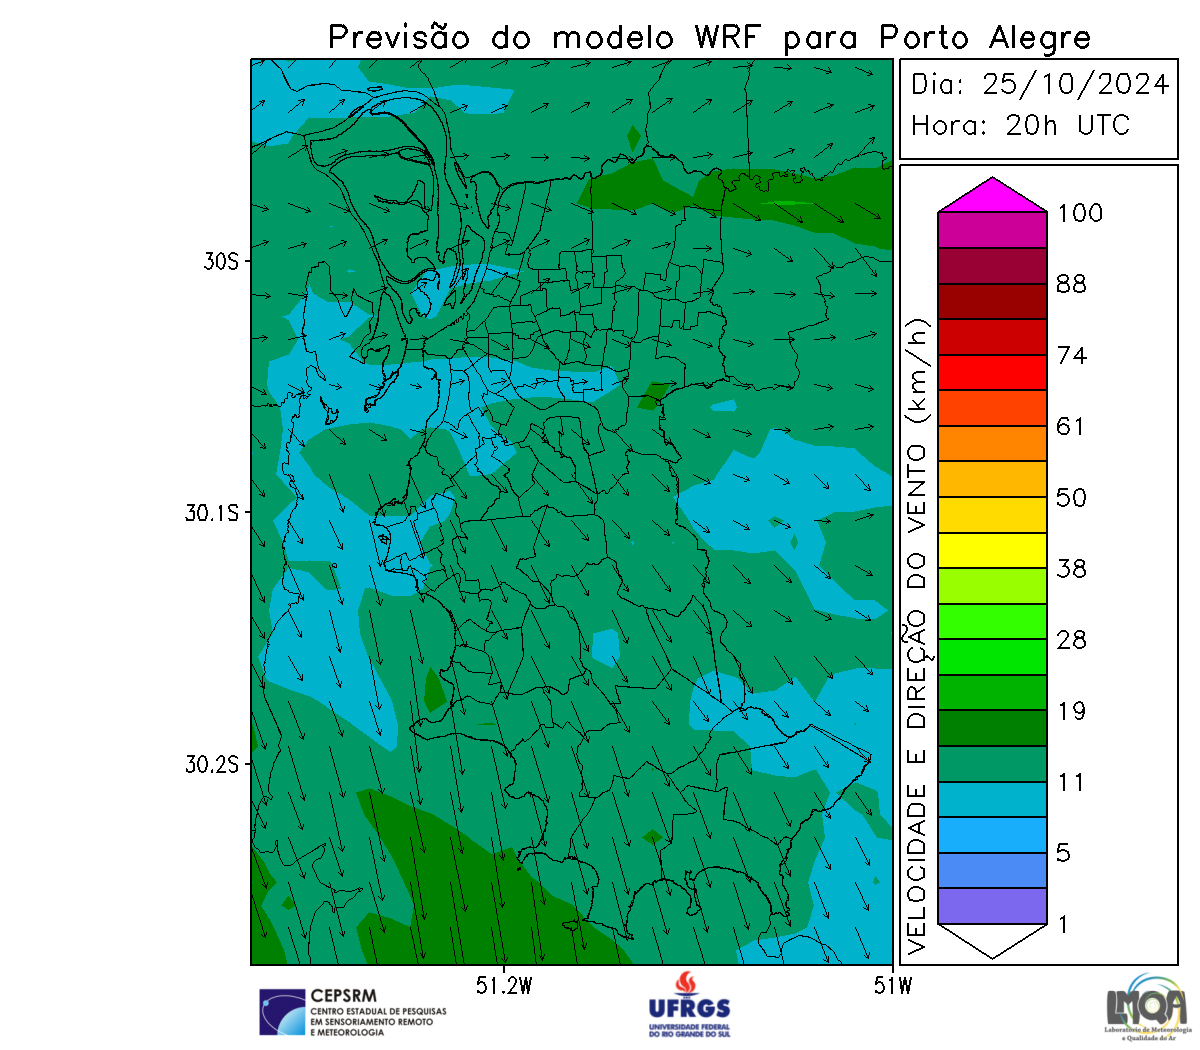 Previsão do modelo WRF para Porto Alegre
Dia: 25/10/2024
Hora: 20h UTC
30S
30.1S
30.2S
51.2W
51W
VELOCIDADE E DIREÇÃO DO VENTO (km/h)
100
88
74
61
50
38
28
19
11
5
1
CEPSRM
CENTRO ESTADUAL DE PESQUISAS
EM SENSORIAMENTO REMOTO
E METEOROLOGIA
UFRGS
UNIVERSIDADE FEDERAL
DO RIO GRANDE DO SUL
LMQA
Laboratório de Meteorologia
e Qualidade do Ar